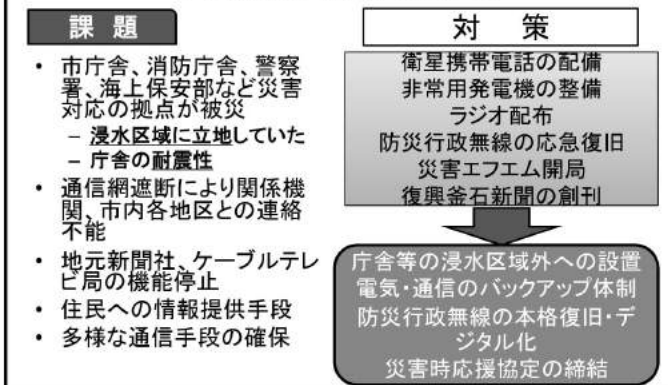 課 題
• 市庁舎、消防庁舎、警察
署、海上保安部など災害
対応の拠点が被災
– 浸水区域に立地していた
– 庁舎の耐震性
• 通信網遮断により関係機
関、市内各地区との連絡
不能
• 地元新聞社、ケーブルテレ
ビ局の機能停止
• 住民への情報提供手段
• 多様な通信手段の確保
対 策
衛星携帯電話の配備
非常用発電機の整備
ラジオ配布
防災行政無線の応急復旧
災害エフエム開局
復興釜石新聞の創刊
庁舎等の浸水区域外への設置
電気・通信のバックアップ体制
防災行政無線の本格復旧・デ
ジタル化
災害時応援協定の締結